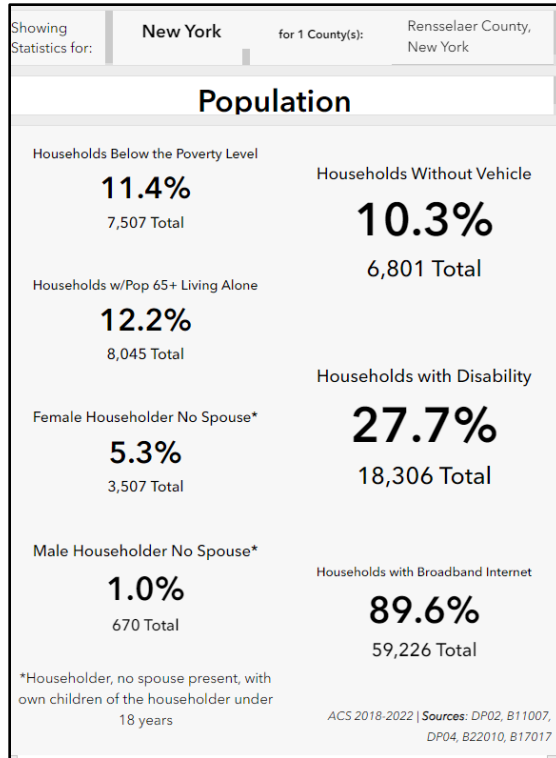 Showing
Statistics for:
New York
for 1 County(s):
Rensselaer County,
New York
Population
Households Below the Poverty Level
11.4%
7,507 Total
Households w/Pop 65+ Living Alone
12.2%
8,045 Total
Female Householder No Spouse*
5.3%
3,507 Total
Male Householder No Spouse*
1.0%
670 Total
*Householder, no spouse present, with
own children of the householder under
18 years
Households Without Vehicle
10.3%
6,801 Total
Households with Disability
27.7%
18,306 Total
Households with Broadband Internet
89.6%
59,226 Total
ACS 2018-2022 | Sources: DP02, B11007,
DP04, B22010, B17017